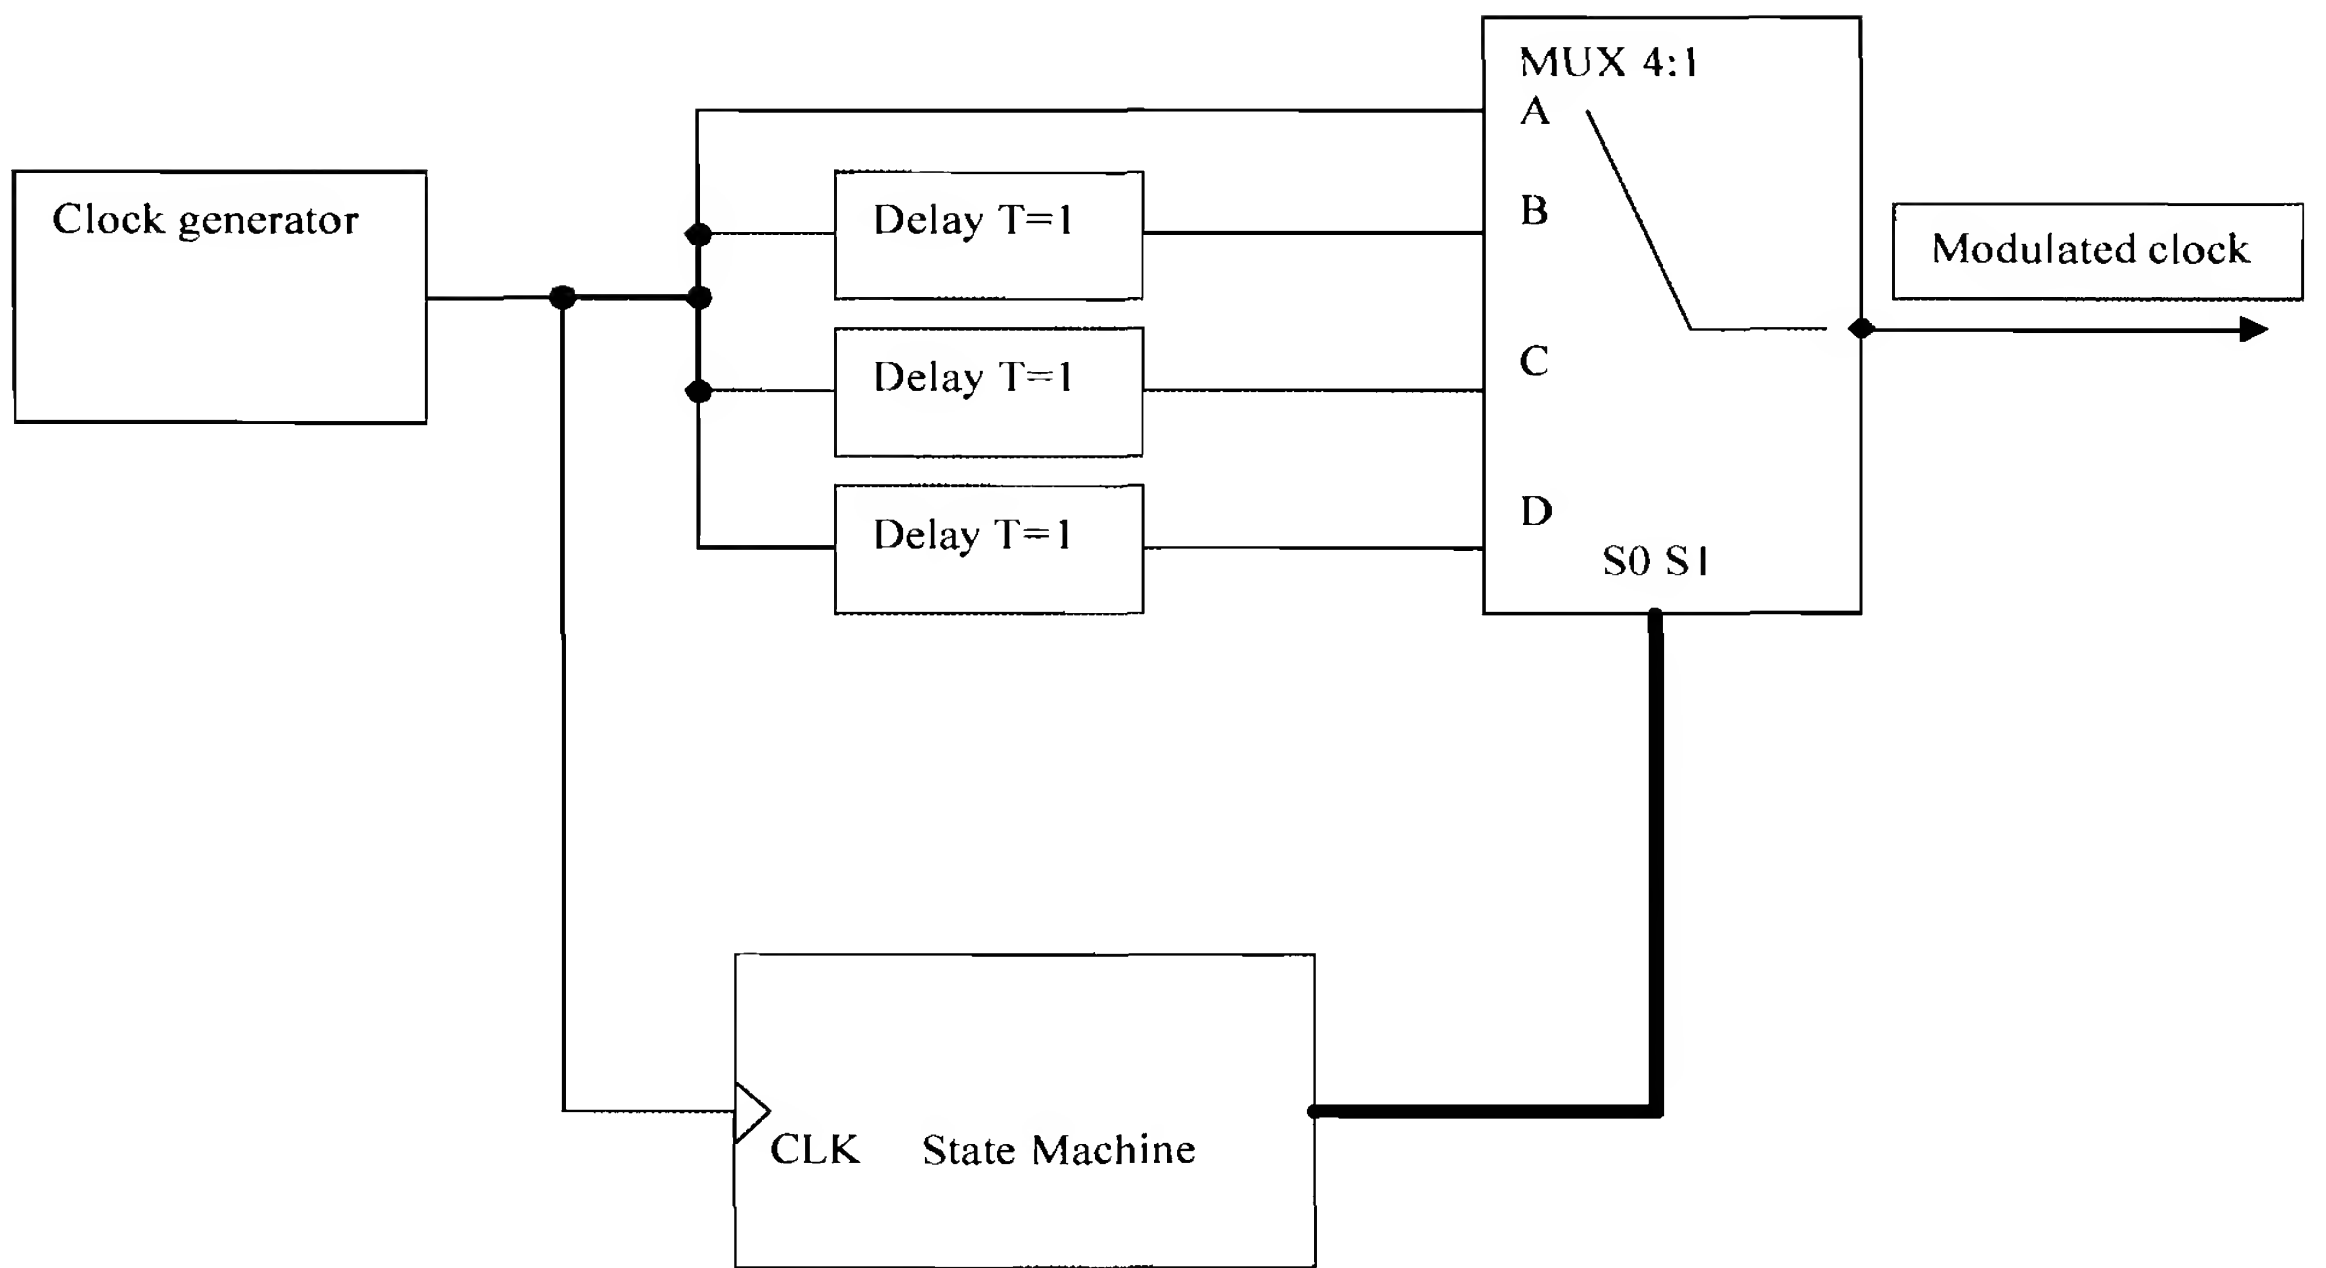 MUX 4:1
A
Clock generator
Delay T=1
B
Modulated clock
Delay T=1
C
Delay T=1
D
S0 S1
CLK State Machine